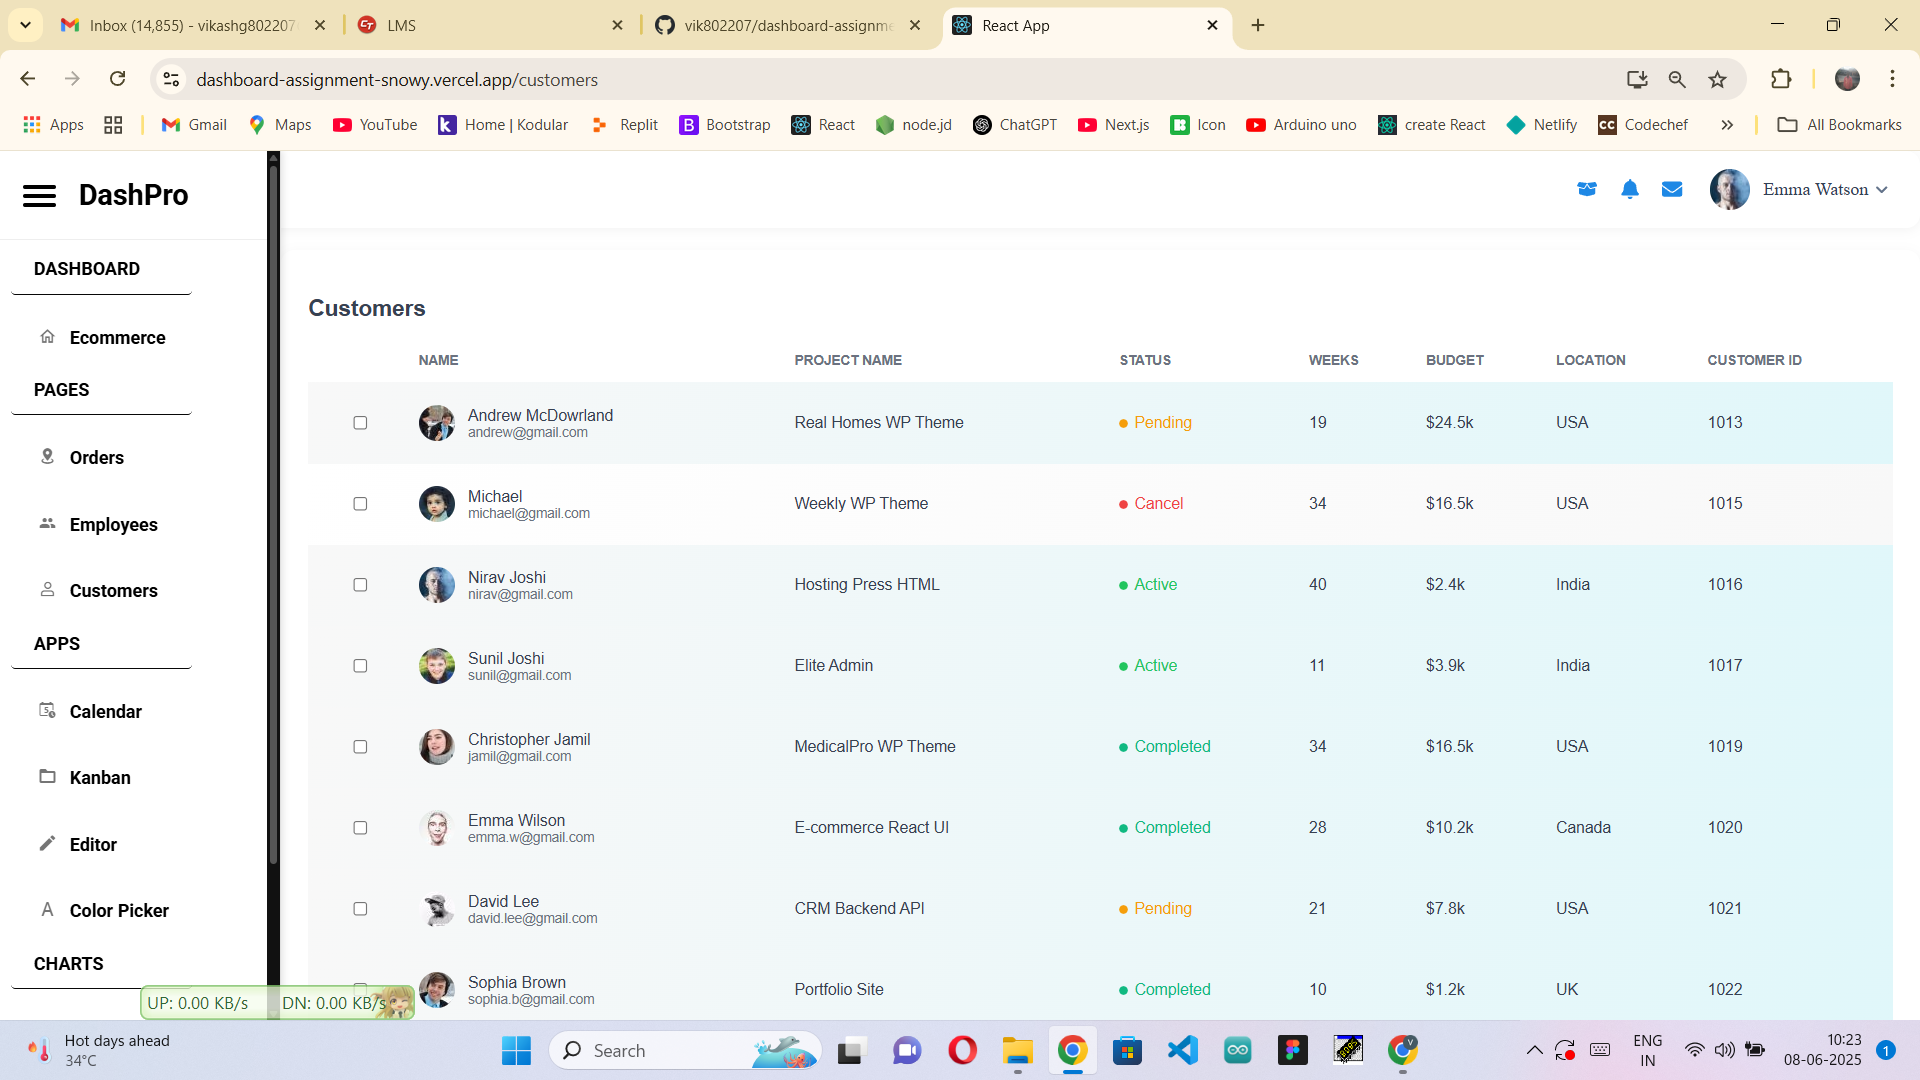 Inbox (14,855) - vikashg802207
LMS
vik802207/dashboard-assignme
React App
dashboard-assignment-snowy.vercel.app/customers
Apps
Gmail
Maps
YouTube
Home | Kodular
Replit
Bootstrap
React
node.jd
ChatGPT
Next.js
Icon
Arduino uno
create React
Netlify
Codechef
All Bookmarks
DashPro
Emma Watson
DASHBOARD
Ecommerce
PAGES
Orders
Employees
Customers
APPS
Calendar
Kanban
Editor
Color Picker
CHARTS
Customers
NAME PROJECT NAME STATUS WEEKS BUDGET LOCATION CUSTOMER ID
Andrew McDowrland
andrew@gmail.com
Real Homes WP Theme Pending 19 $24.5k USA 1013
Michael
michael@gmail.com
Weekly WP Theme Cancel 34 $16.5k USA 1015
Nirav Joshi
nirav@gmail.com
Hosting Press HTML Active 40 $2.4k India 1016
Sunil Joshi
sunil@gmail.com
Elite Admin Active 11 $3.9k India 1017
Christopher Jamil
jamil@gmail.com
MedicalPro WP Theme Completed 34 $16.5k USA 1019
Emma Wilson
emma.w@gmail.com
E-commerce React UI Completed 28 $10.2k Canada 1020
David Lee
david.lee@gmail.com
CRM Backend API Pending 21 $7.8k USA 1021
Sophia Brown
sophia.b@gmail.com
Portfolio Site Completed 10 $1.2k UK 1022
UP: 0.00 KB/s DN: 0.00 KB/s
Hot days ahead
34°C
Search
ENG
IN
10:23
08-06-2025
1